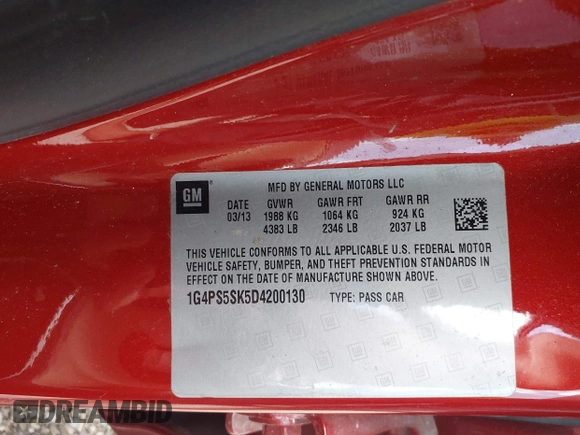 GM
MFD BY GENERAL MOTORS LLC
DATE GVWR GAWR FRT GAWR RR
03/13 1988 KG 1064 KG 924 KG
4383 LB 2346 LB 2037 LB
THIS VEHICLE CONFORMS TO ALL APPLICABLE U.S. FEDERAL MOTOR
VEHICLE SAFETY, BUMPER, AND THEFT PREVENTION STANDARDS IN
EFFECT ON THE DATE OF MANUFACTURE SHOWN ABOVE.
1G4PS5SK5D4200130 TYPE: PASS CAR
DREAMBID